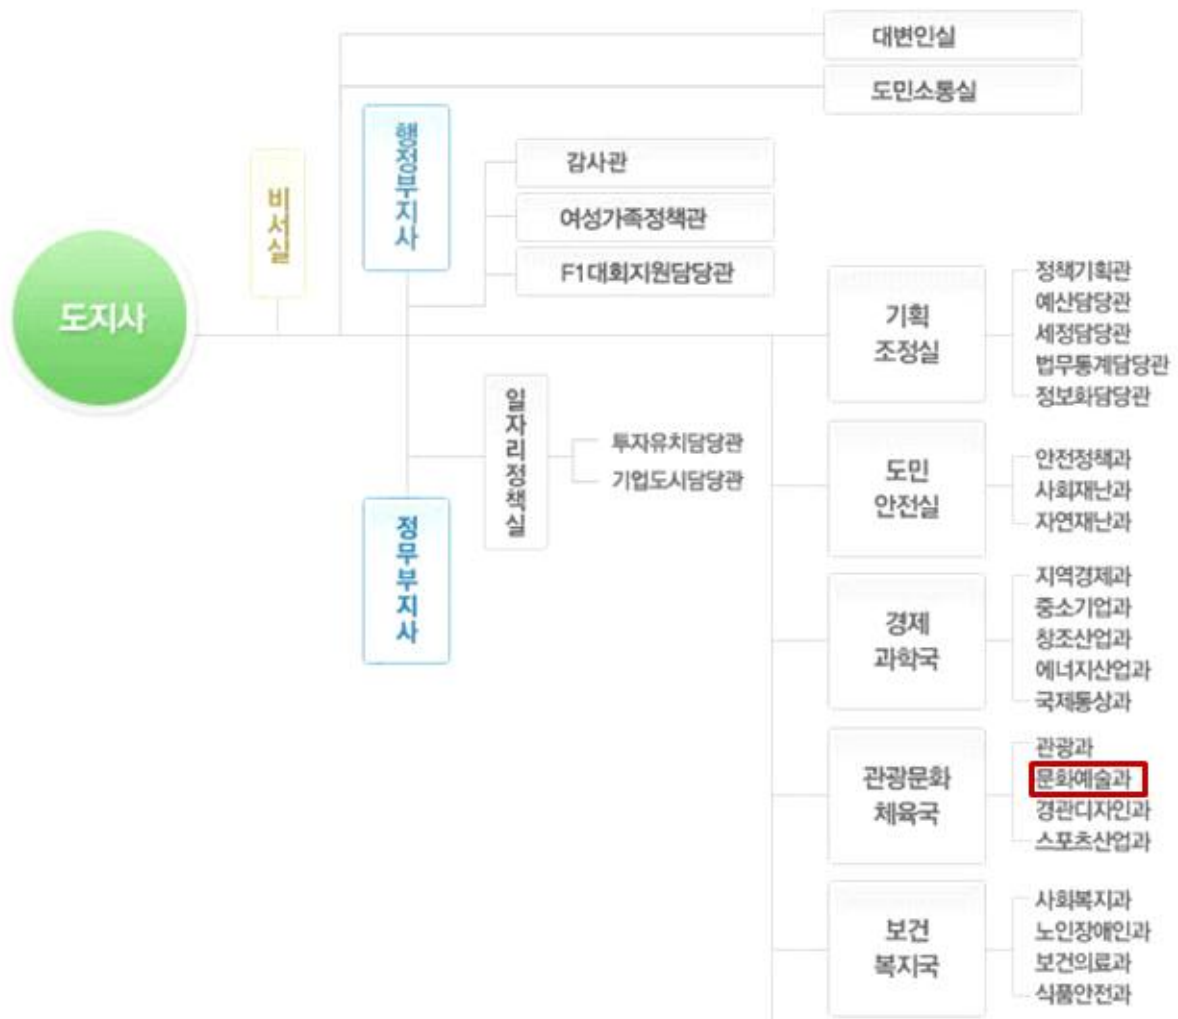 대변인실
도민소통실
행정부지사
감사관
여성가족정책관
F1대회지원담당관
비서실
도지사
기획
조정실
정책기획관
예산담당관
세정담당관
법무통계담당관
정보화담당관
일자리정책실
투자유치담당관
기업도시담당관
정무부지사
도민
안전실
안전정책과
사회재난과
자연재난과
경제
과학국
지역경제과
중소기업과
창조산업과
에너지산업과
국제통상과
관광문화
체육국
관광과
문화예술과
경관디자인과
스포츠산업과
보건
복지국
사회복지과
노인장애인과
보건의료과
식품안전과